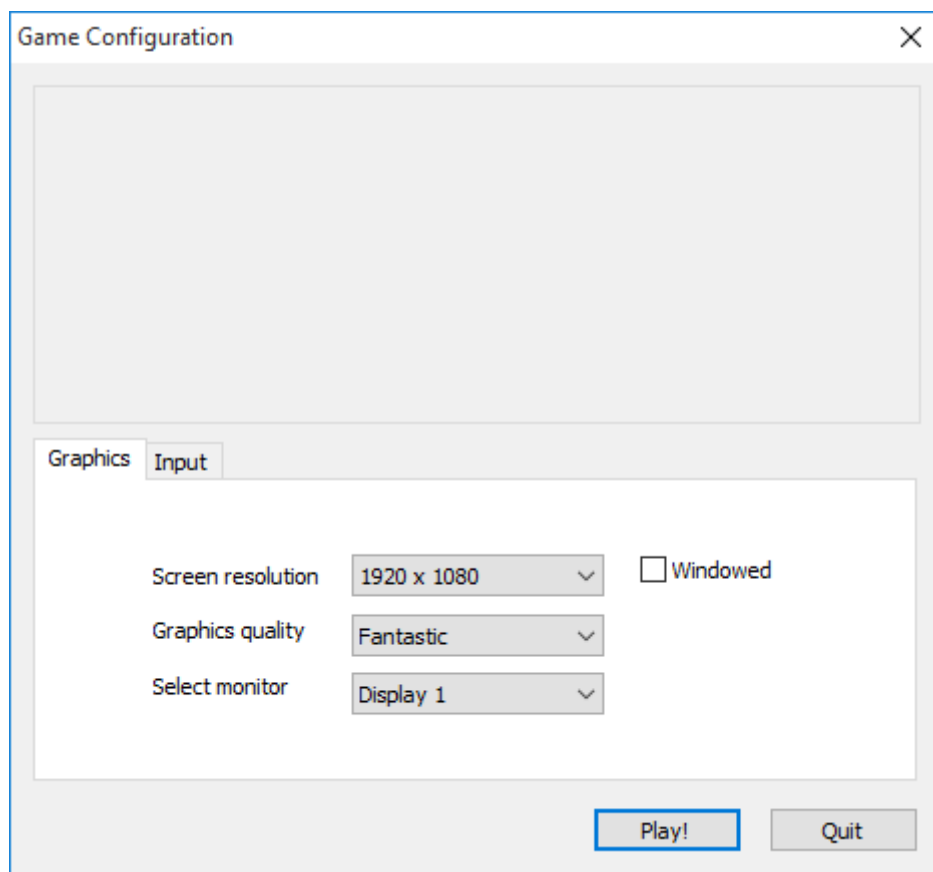 Game Configuration
Graphics
Input
Screen resolution
1920 x 1080
Windowed
Graphics quality
Fantastic
Select monitor
Display 1
Play!
Quit